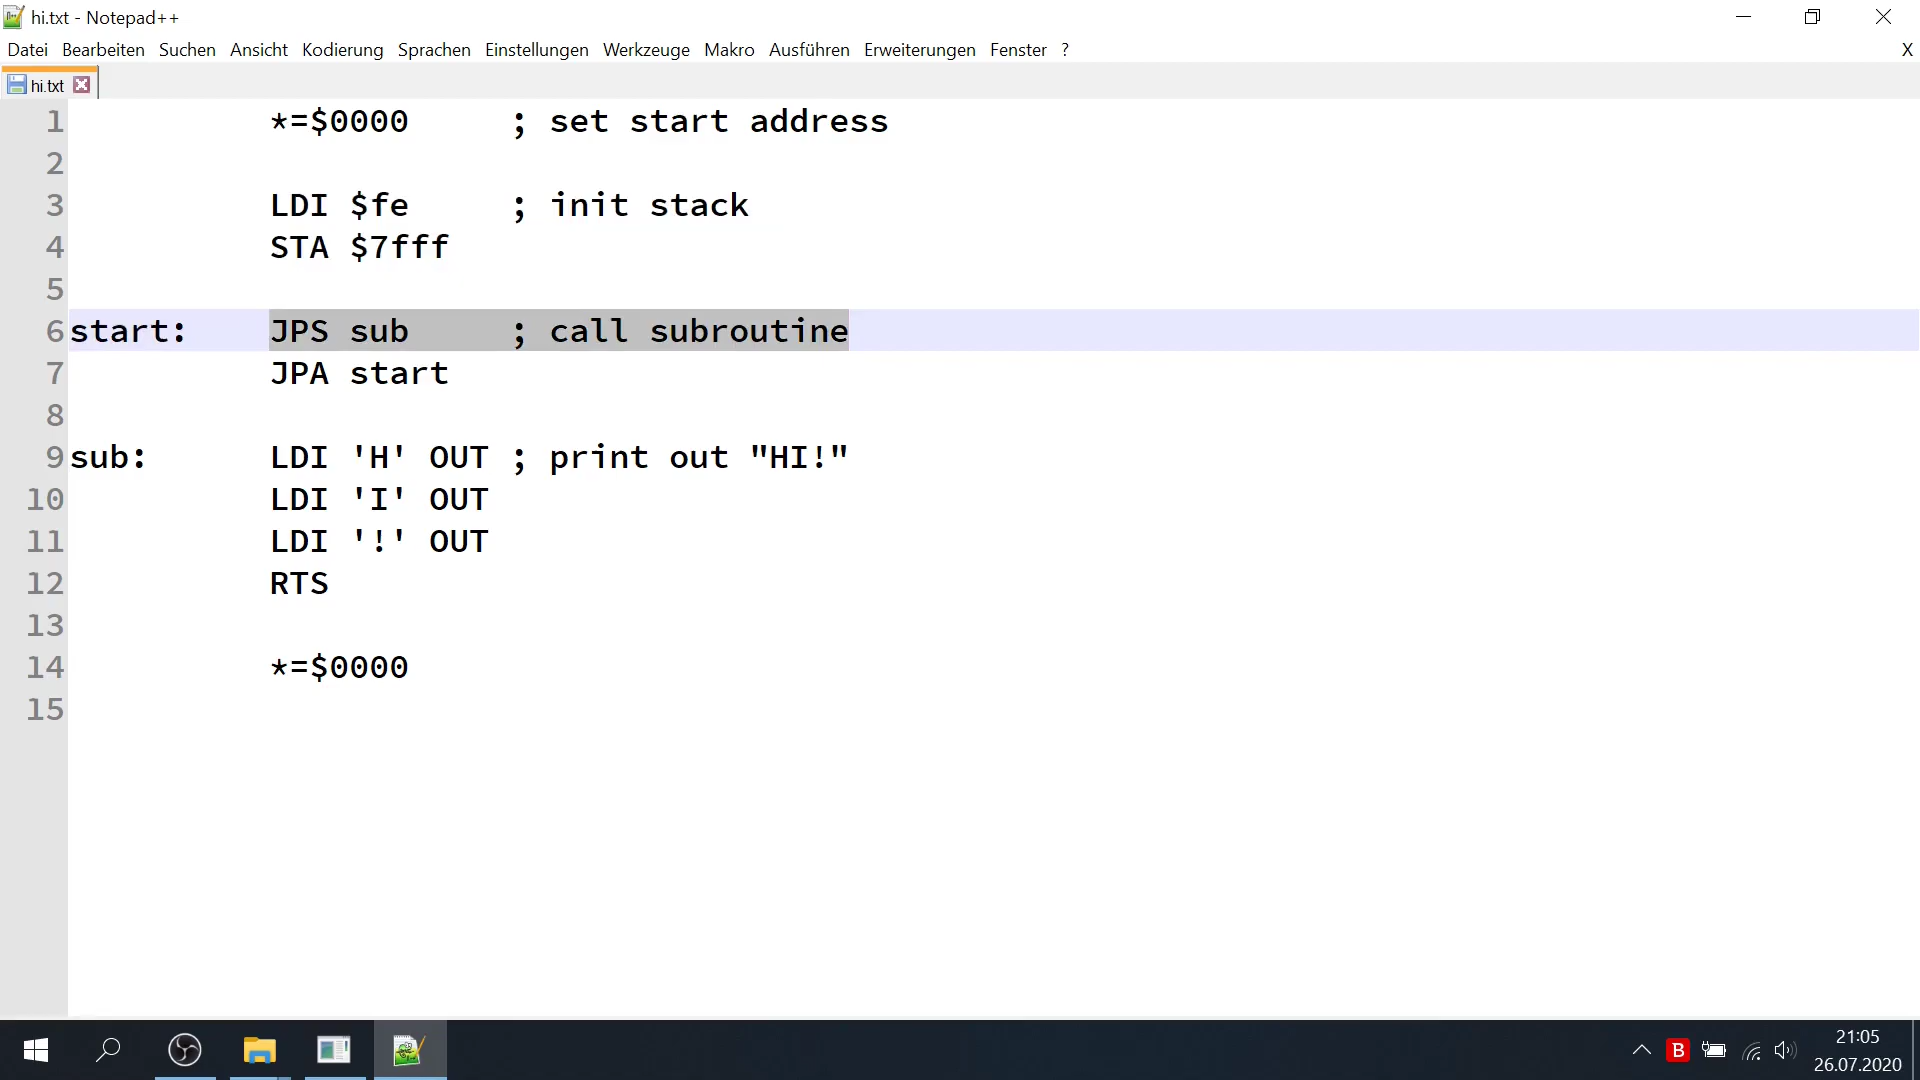 hi.txt - Notepad++
Datei Bearbeiten Suchen Ansicht Kodierung Sprachen Einstellungen Werkzeuge Makro Ausführen Erweiterungen Fenster ? X
hi.txt
1 *=$0000 ; set start address
2
3 LDI $fe ; init stack
4 STA $7fff
5
6 start: JPS sub ; call subroutine
7 JPA start
8
9 sub: LDI 'H' OUT ; print out "HI!"
10 LDI 'I' OUT
11 LDI '!' OUT
12 RTS
13
14 *=$0000
15
B
21:05
26.07.2020